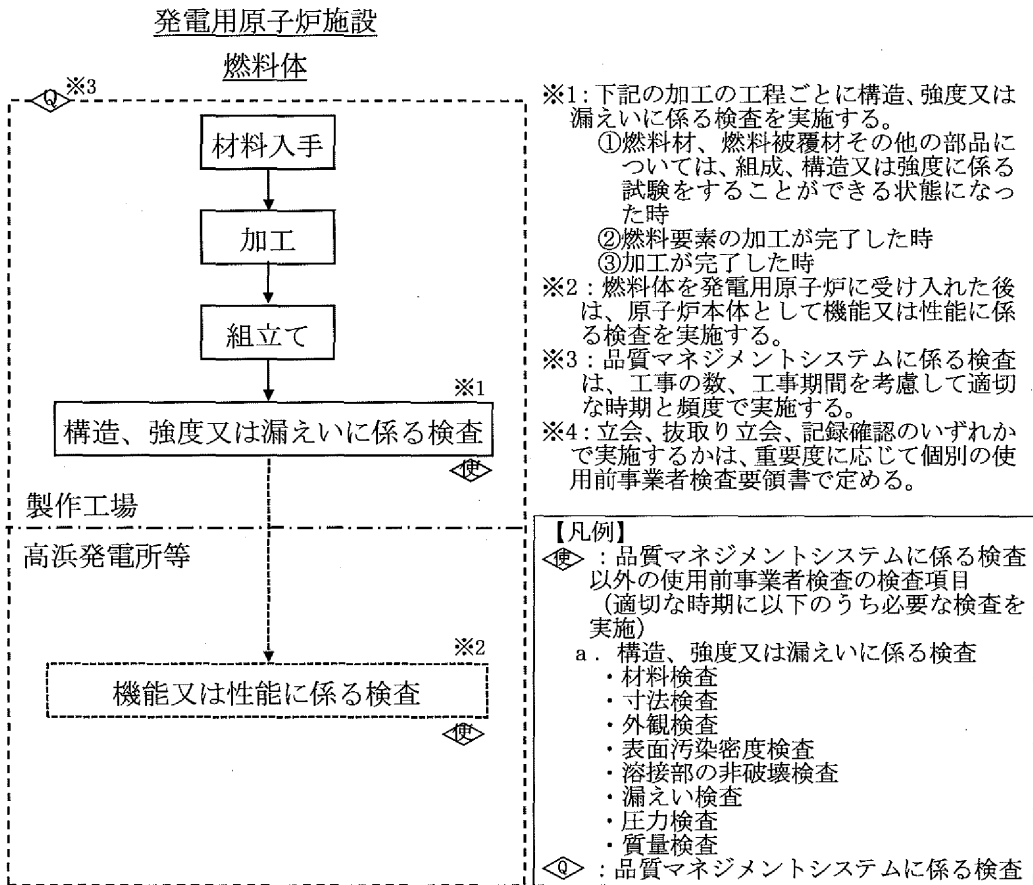 発電用原子炉施設
燃料体
Q ※3
材料入手
加工
組立て
※1
構造、強度又は漏えいに係る検査
使
製作工場
高浜発電所等
※2
機能又は性能に係る検査
使
※1:下記の加工の工程ごとに構造、強度又は
漏えいに係る検査を実施する。
①燃料材、燃料被覆材その他の部品に
ついては、組成、構造又は強度に係る
試験をすることができる状態になっ
た時
②燃料要素の加工が完了した時
③加工が完了した時
※2:燃料体を発電用原子炉に受け入れた後
は、原子炉本体として機能又は性能に係
る検査を実施する。
※3:品質マネジメントシステムに係る検査
は、工事の数、工事期間を考慮して適切
な時期と頻度で実施する。
※4:立会、抜取り立会、記録確認のいずれか
で実施するかは、重要度に応じて個別の使
用前事業者検査要領書で定める。
【凡例】
使:品質マネジメントシステムに係る検査
以外の使用前事業者検査の検査項目
(適切な時期に以下のうち必要な検査を
実施)
a.構造、強度又は漏えいに係る検査
・材料検査
・寸法検査
・外観検査
・表面汚染密度検査
・溶接部の非破壊検査
・漏えい検査
・圧力検査
・質量検査
Q:品質マネジメントシステムに係る検査